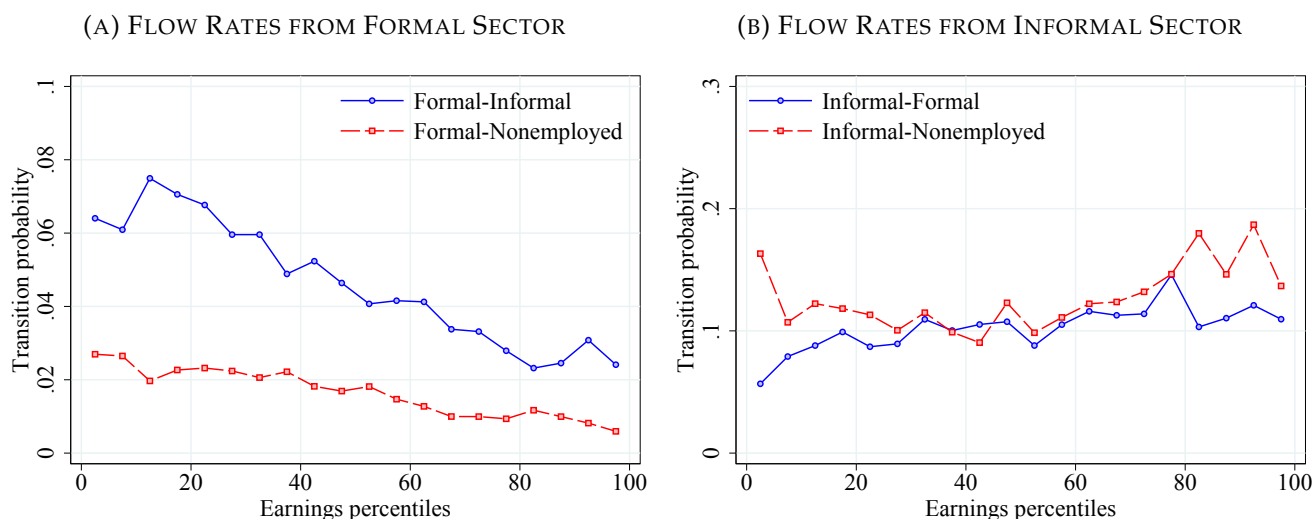 (A) FLOW RATES FROM FORMAL SECTOR
Transition probability
0 .02 .04 .06 .08 .1
Formal-Informal
Formal-Nonemployed
0 20 40 60 80 100
Earnings percentiles
(B) FLOW RATES FROM INFORMAL SECTOR
Transition probability
0 .1 .2 .3
Informal-Formal
Informal-Nonemployed
0 20 40 60 80 100
Earnings percentiles